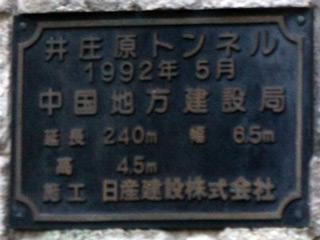 井庄原トンネル
1992年5月
中国地方建設局
延長 240m 幅 6.5m
高 4.5m
施工 日産建設株式会社